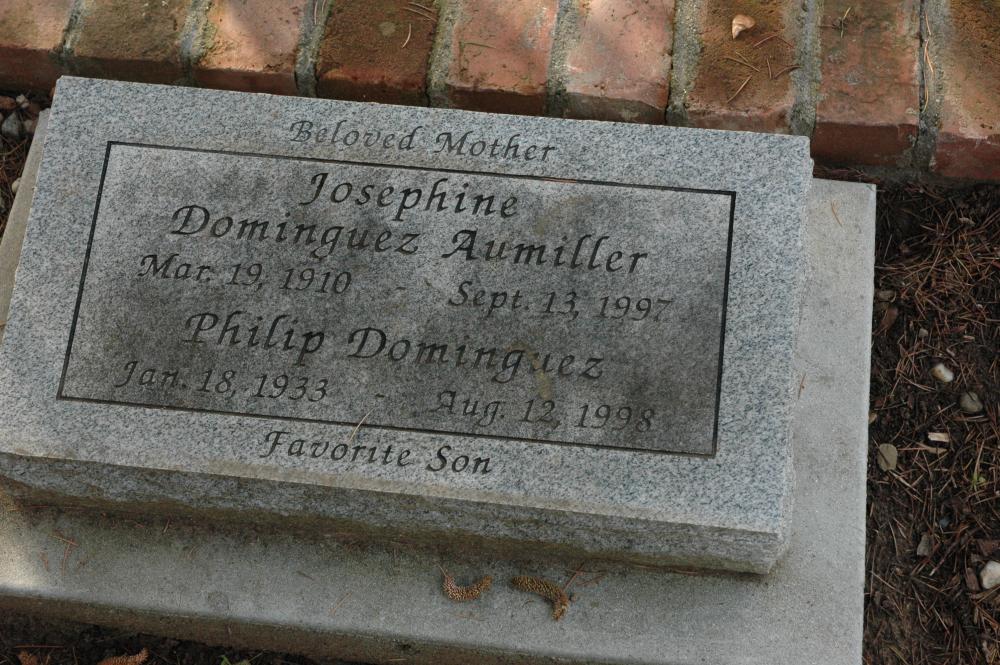 Beloved Mother
Josephine
Dominguez Aumiller
Mar. 19, 1910 - Sept. 13, 1997
Philip Dominguez
Jan. 18, 1933 - Aug. 12, 1998
Favorite Son